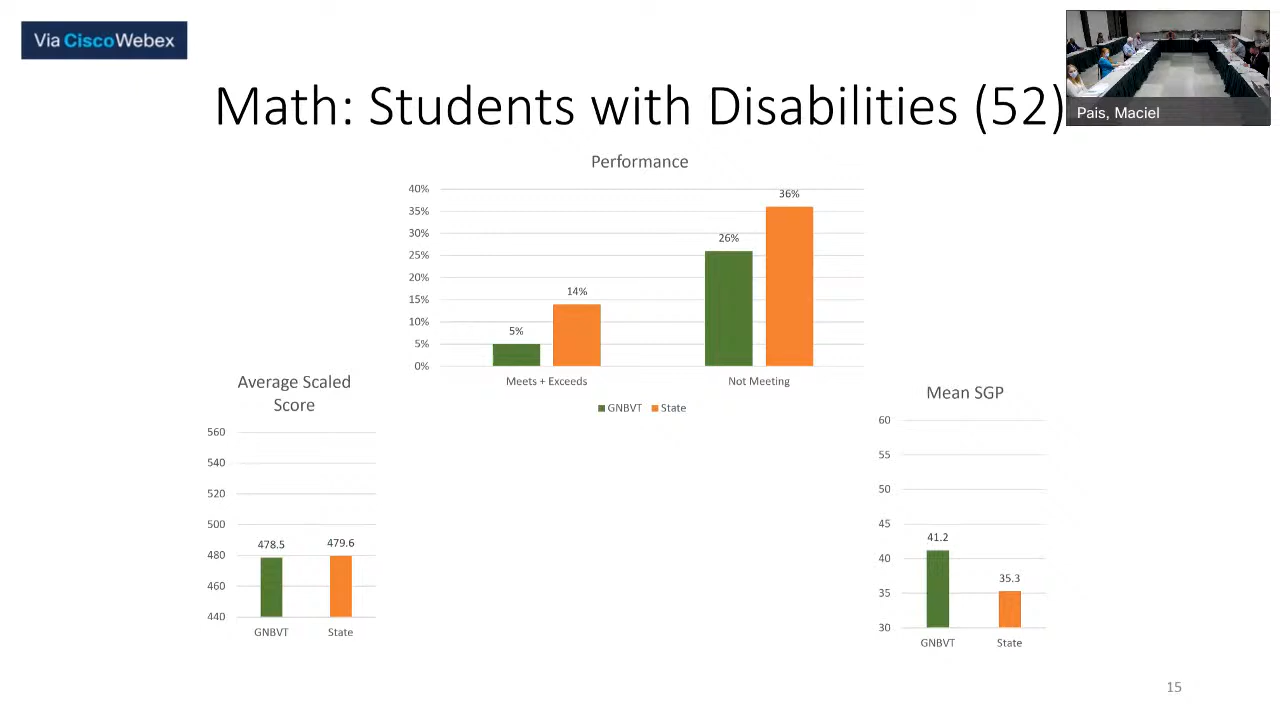 Via CiscoWebex
Pais, Maciel
Math: Students with Disabilities (52)
Performance
40%
35%
30%
25%
20%
15%
10%
5%
0%
5%
14%
26%
36%
Meets + Exceeds
Not Meeting
GNBVT State
Average Scaled
Score
560
540
520
500
480
460
440
478.5
479.6
GNBVT
State
Mean SGP
60
55
50
45
40
35
30
41.2
35.3
GNBVT
State
15